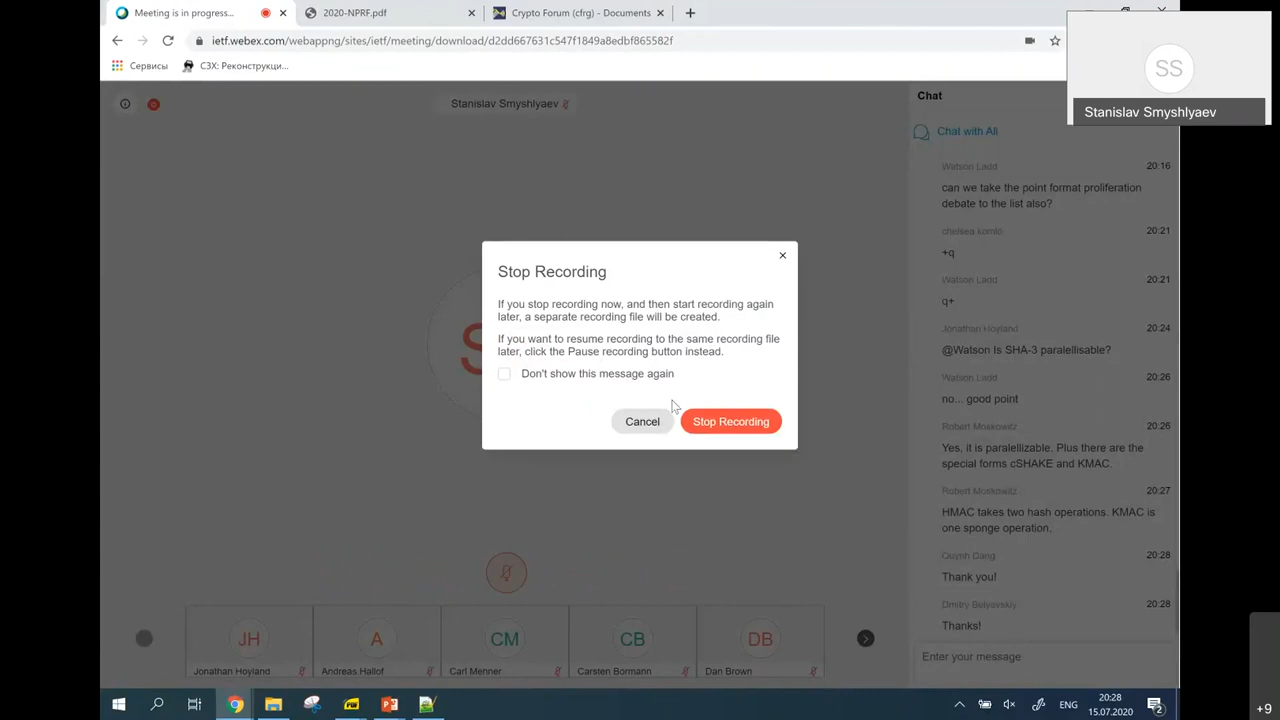 Meeting is in progress...
2020-NPRF.pdf
Crypto Forum (cfrg) - Documents
ietf.webex.com/webappng/sites/ietf/meeting/download/d2dd667631c547f1849a8edbf865582f
Сервисы
СЗХ: Реконструкци...
Stanislav Smyshlyaev
SS
Stanislav Smyshlyaev
Chat
Chat with All
Watson Ladd 20:16
can we take the point format proliferation
debate to the list also?
chelsea komlo 20:21
+q
Watson Ladd 20:21
q+
Jonathan Hoyland 20:24
@Watson Is SHA-3 paralellisable?
Watson Ladd 20:26
no... good point
Robert Moskowitz 20:26
Yes, it is paralellizable. Plus there are the
special forms cSHAKE and KMAC.
Robert Moskowitz 20:27
HMAC takes two hash operations. KMAC is
one sponge operation.
Quynh Dang 20:28
Thank you!
Dmitry Belyavskiy 20:28
Thanks!
Enter your message
Stop Recording
If you stop recording now, and then start recording again
later, a separate recording file will be created.
If you want to resume recording to the same recording file
later, click the Pause recording button instead.
Don't show this message again
Cancel
Stop Recording
JH
Jonathan Hoyland
A
Andreas Hallof
CM
Carl Menner
CB
Carsten Bormann
DB
Dan Brown
ENG
20:28
15.07.2020
2
+9